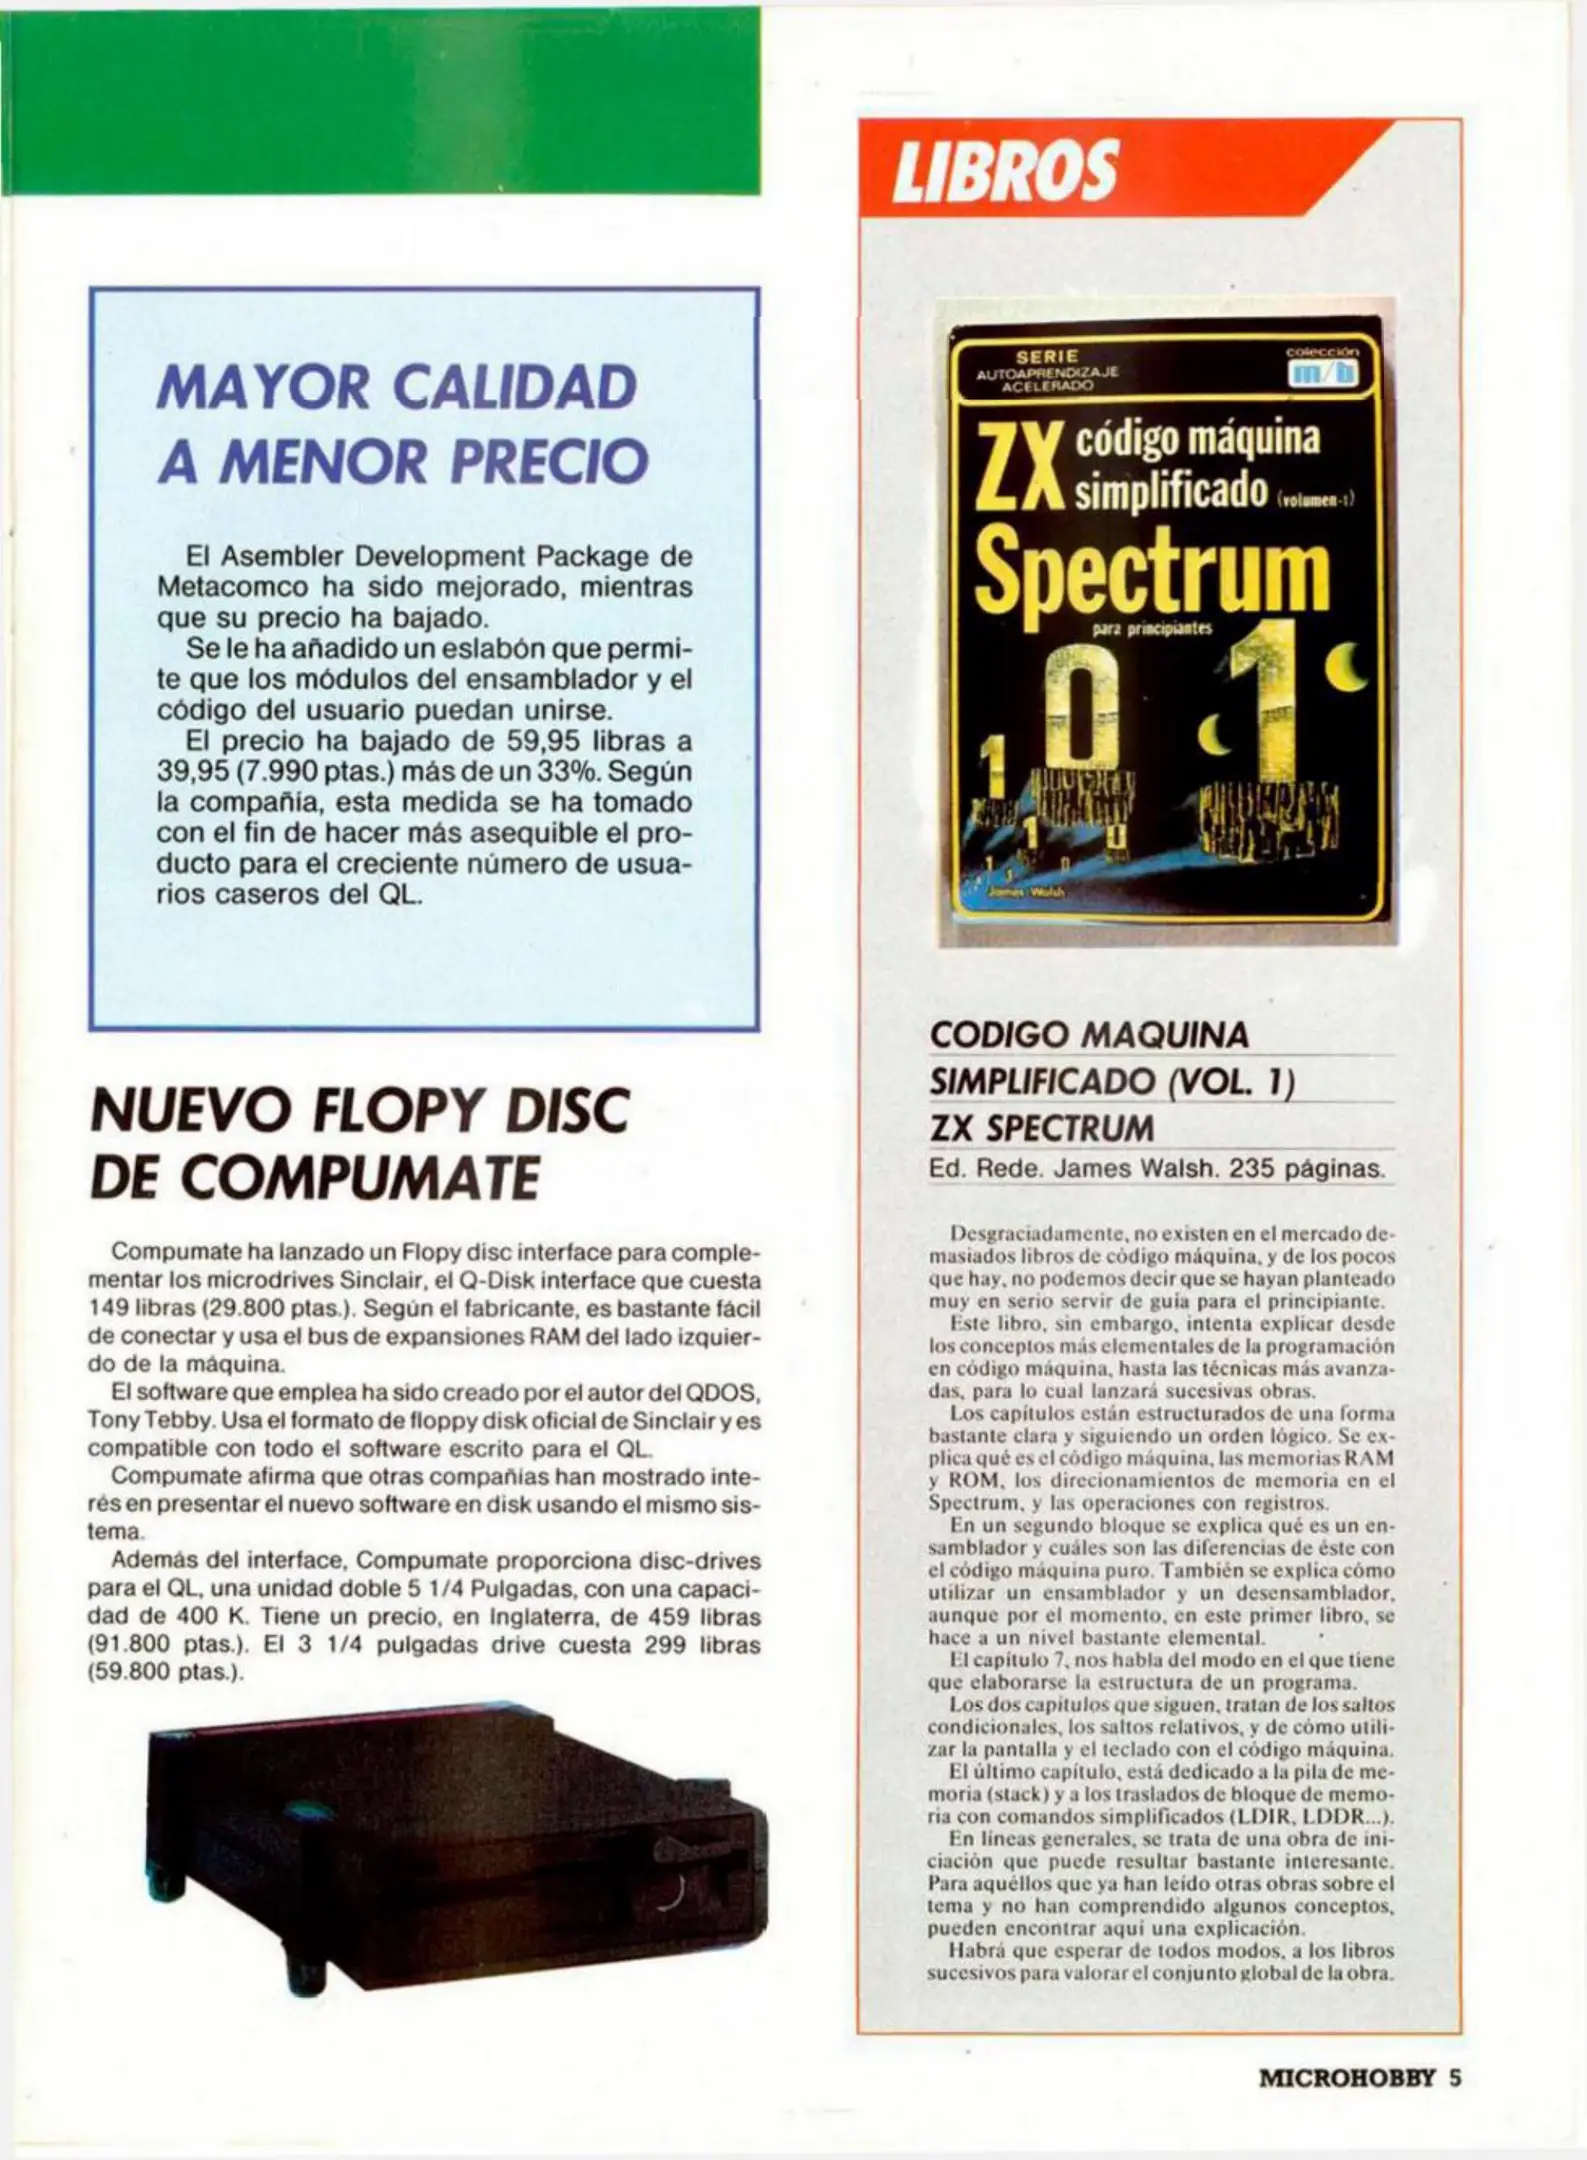 MAYOR CALIDAD
A MENOR PRECIO
El Asembler Development Package de
Metacomco ha sido mejorado, mientras
que su precio ha bajado.
Se le ha añadido un eslabón que permi-
te que los módulos del ensamblador y el
código del usuario puedan unirse.
El precio ha bajado de 59,95 libras a
39,95 (7.990 ptas.) más de un 33%. Según
la compañía, esta medida se ha tomado
con el fin de hacer más asequible el pro-
ducto para el creciente número de usua-
rios caseros del QL.
NUEVO FLOPY DISC
DE COMPUMATE
Compumate ha lanzado un Flopy disc interface para comple-
mentar los microdrives Sinclair, el Q-Disk interface que cuesta
149 libras (29.800 ptas.). Según el fabricante, es bastante fácil
de conectar y usa el bus de expansiones RAM del lado izquier-
do de la máquina.
El software que emplea ha sido creado por el autor del QDOS,
Tony Tebby. Usa el formato de floppy disk oficial de Sinclair y es
compatible con todo el software escrito para el QL.
Compumate afirma que otras compañías han mostrado inte-
rés en presentar el nuevo software en disk usando el mismo sis-
tema.
Además del interface, Compumate proporciona disc-drives
para el QL, una unidad doble 5 1/4 Pulgadas, con una capaci-
dad de 400 K. Tiene un precio, en Inglaterra, de 459 libras
(91.800 ptas.). El 3 1/4 pulgadas drive cuesta 299 libras
(59.800 ptas.).
LIBROS
SERIE
AUTOAPRENDIZAJE
ACELERADO
colección
m/b
ZX código máquina
simplificado (volumen-1)
Spectrum
para principiantes
0 1
1
1 0
1 1 0
James Walsh
CODIGO MAQUINA
SIMPLIFICADO (VOL. 1)
ZX SPECTRUM
Ed. Rede. James Walsh. 235 páginas.
Desgraciadamente, no existen en el mercado de-
masiados libros de código máquina, y de los pocos
que hay, no podemos decir que se hayan planteado
muy en serio servir de guía para el principiante.
Este libro, sin embargo, intenta explicar desde
los conceptos más elementales de la programación
en código máquina, hasta las técnicas más avanza-
das, para lo cual lanzará sucesivas obras.
Los capítulos están estructurados de una forma
bastante clara y siguiendo un orden lógico. Se ex-
plica qué es el código máquina, las memorias RAM
y ROM, los direcionamientos de memoria en el
Spectrum, y las operaciones con registros.
En un segundo bloque se explica qué es un en-
samblador y cuáles son las diferencias de éste con
el código máquina puro. También se explica cómo
utilizar un ensamblador y un desensamblador,
aunque por el momento, en este primer libro, se
hace a un nivel bastante elemental.
El capítulo 7, nos habla del modo en el que tiene
que elaborarse la estructura de un programa.
Los dos capítulos que siguen, tratan de los saltos
condicionales, los saltos relativos, y de cómo utili-
zar la pantalla y el teclado con el código máquina.
El último capítulo, está dedicado a la pila de me-
moria (stack) y a los traslados de bloque de memo-
ria con comandos simplificados (LDIR, LDDR...).
En líneas generales, se trata de una obra de ini-
ciación que puede resultar bastante interesante.
Para aquéllos que ya han leído otras obras sobre el
tema y no han comprendido algunos conceptos,
pueden encontrar aquí una explicación.
Habrá que esperar de todos modos, a los libros
sucesivos para valorar el conjunto global de la obra.
MICROHOBBY 5